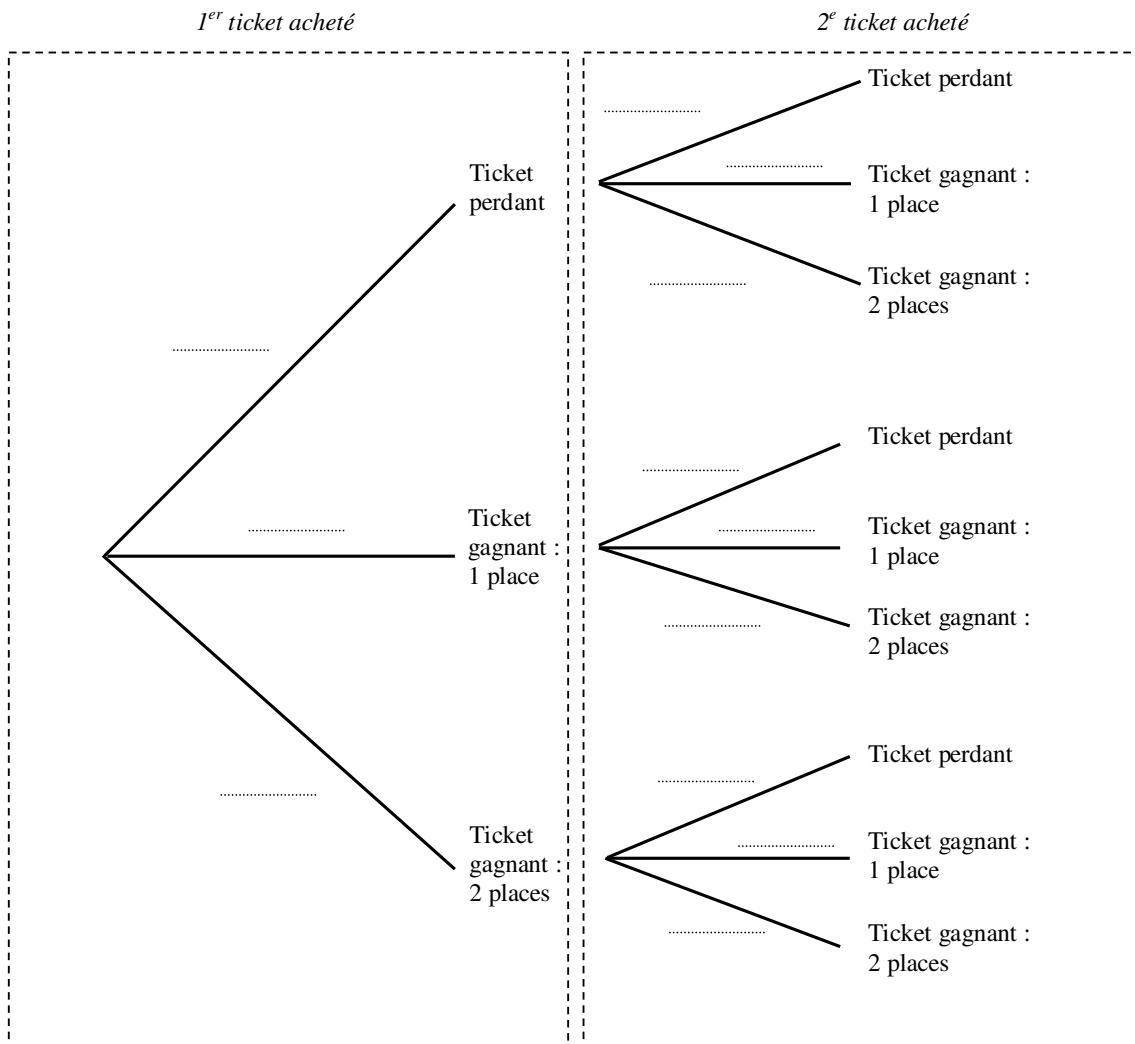 1er ticket acheté
2e ticket acheté
Ticket
perdant
Ticket
gagnant :
1 place
Ticket
gagnant :
2 places
Ticket perdant
Ticket gagnant :
1 place
Ticket gagnant :
2 places
Ticket perdant
Ticket gagnant :
1 place
Ticket gagnant :
2 places
Ticket perdant
Ticket gagnant :
1 place
Ticket gagnant :
2 places